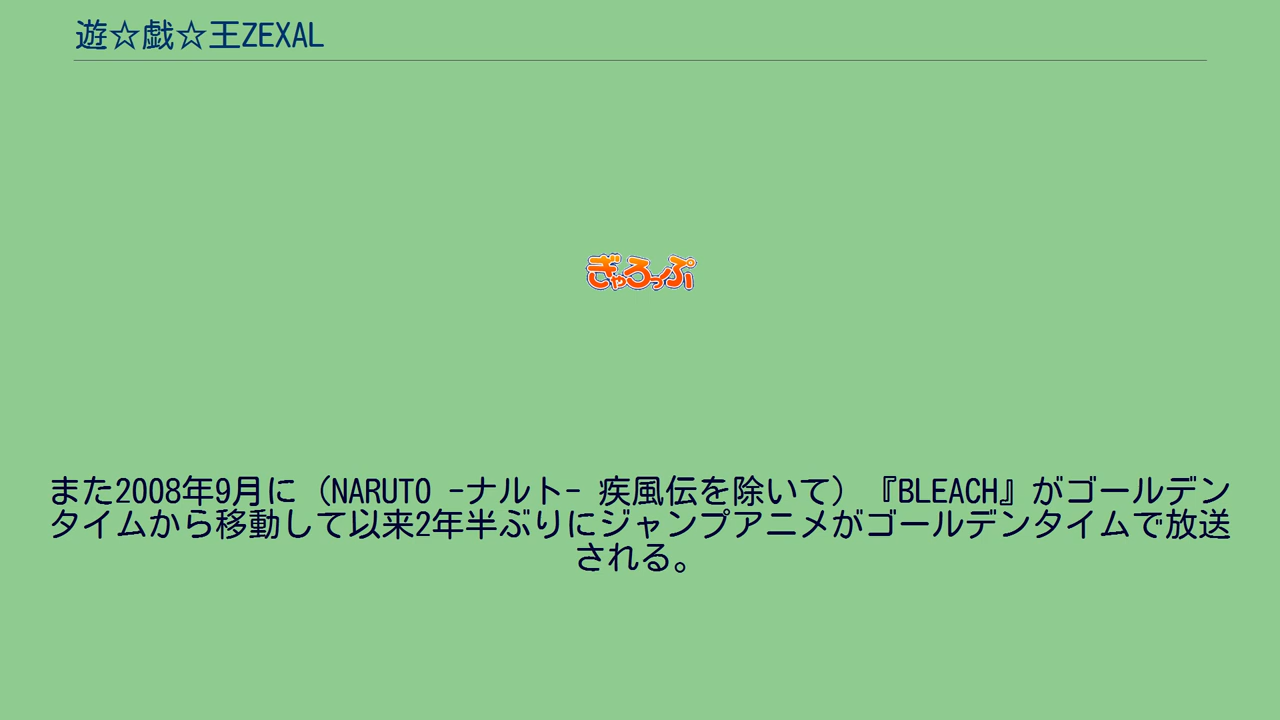 遊☆戯☆王ZEXAL
ぎゃろっぷ
また2008年9月に（NARUTO -ナルト- 疾風伝を除いて）『BLEACH』がゴールデン
タイムから移動して以来2年半ぶりにジャンプアニメがゴールデンタイムで放送
される。